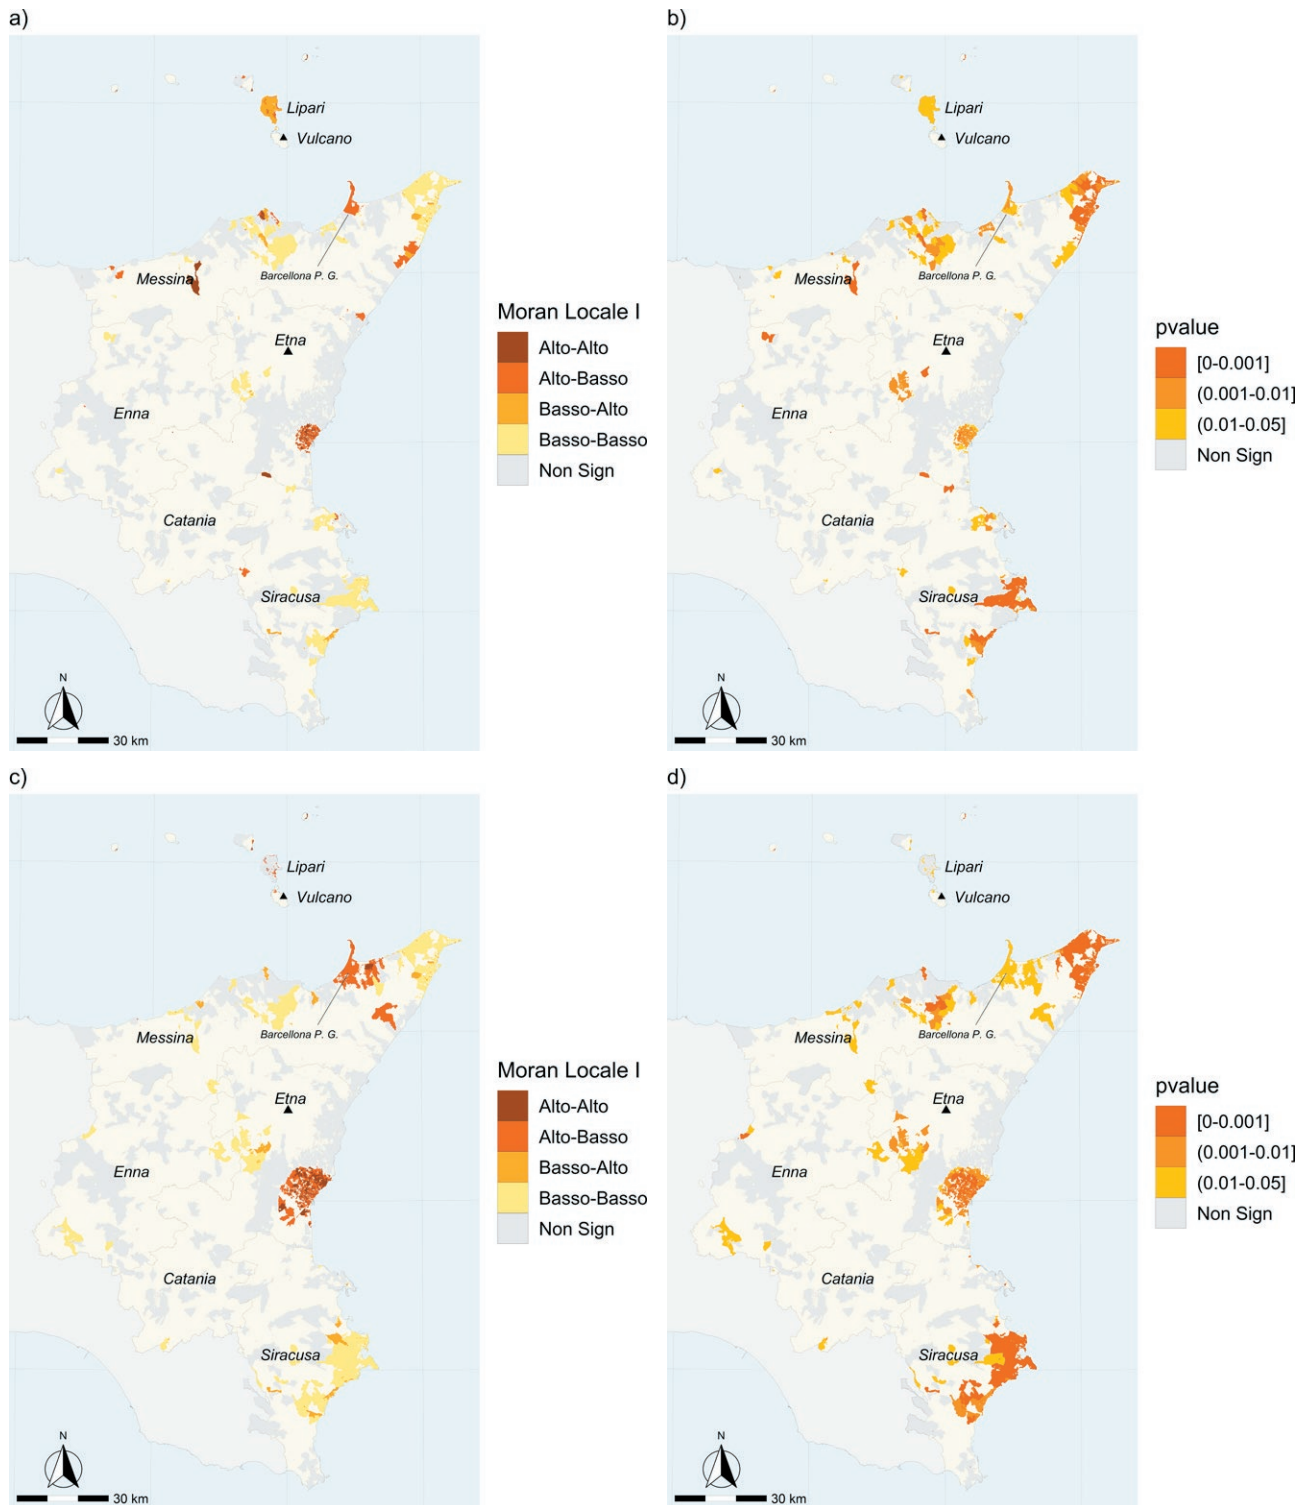 a)
Lipari
Vulcano
Messina
Barcellona P. G.
Etna
Enna
Catania
Siracusa
N
30 km
Moran Locale I
Alto-Alto
Alto-Basso
Basso-Alto
Basso-Basso
Non Sign
b)
Lipari
Vulcano
Messina
Barcellona P. G.
Etna
Enna
Catania
Siracusa
N
30 km
pvalue
[0-0.001]
(0.001-0.01]
(0.01-0.05]
Non Sign
c)
Lipari
Vulcano
Messina
Barcellona P. G.
Etna
Enna
Catania
Siracusa
N
30 km
Moran Locale I
Alto-Alto
Alto-Basso
Basso-Alto
Basso-Basso
Non Sign
d)
Lipari
Vulcano
Messina
Barcellona P. G.
Etna
Enna
Catania
Siracusa
N
30 km
pvalue
[0-0.001]
(0.001-0.01]
(0.01-0.05]
Non Sign